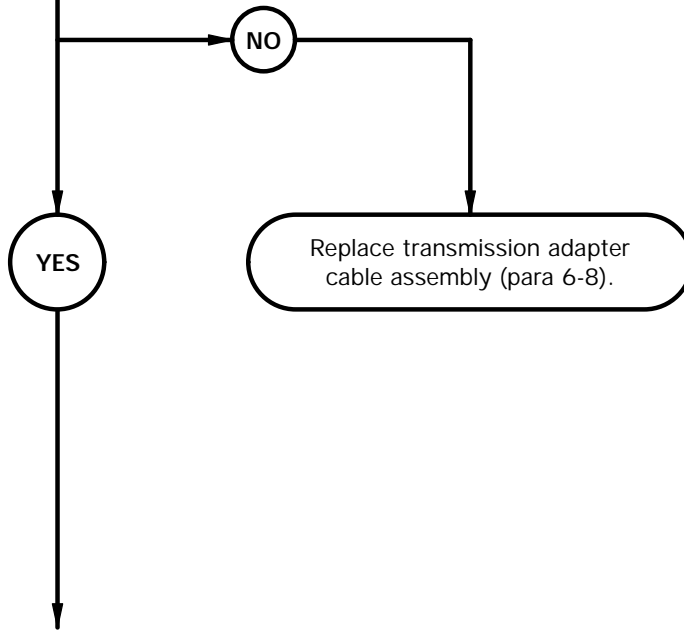 NO
YES
Replace transmission adapter
cable assembly (para 6-8).